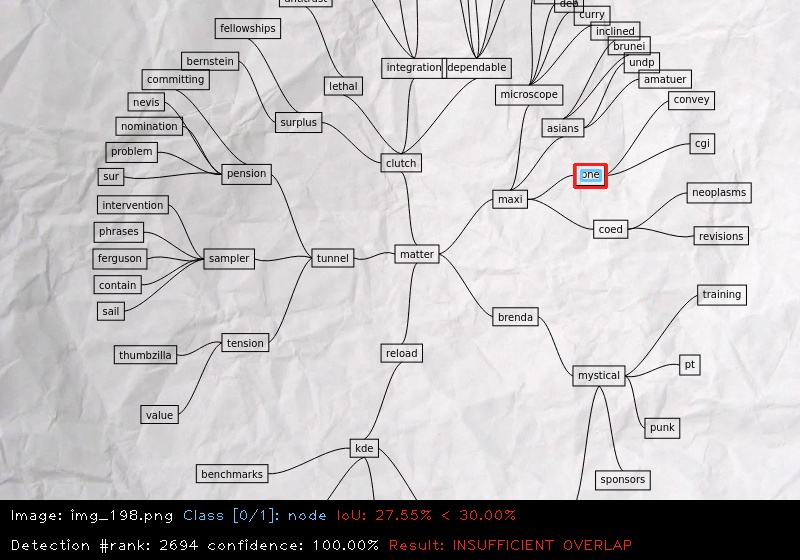 antitrust
fellowships
curry
inclined
brunei
undp
amatuer
bernstein
integration
dependable
committing
lethal
microscope
convey
nevis
nomination
surplus
asians
problem
cgi
clutch
sur
pension
one
neoplasms
intervention
maxi
phrases
coed
revisions
ferguson
sampler
tunnel
matter
contain
training
sail
brenda
tension
reload
thumbzilla
pt
mystical
value
punk
kde
benchmarks
sponsors
Image: img_198.png Class [0/1]: node IoU: 27.55% < 30.00%
Detection #rank: 2694 confidence: 100.00% Result: INSUFFICIENT OVERLAP